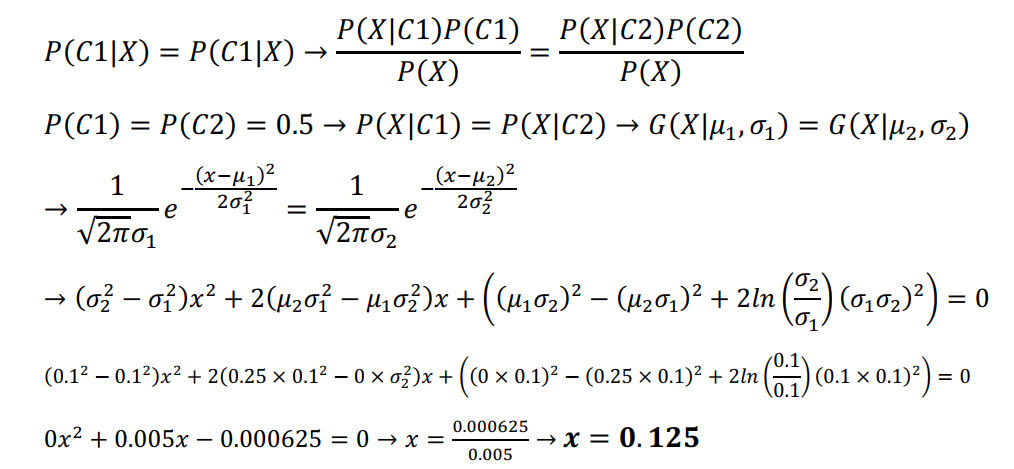 P(C1|X) = P(C1|X) → P(X|C1)P(C1)/P(X) = P(X|C2)P(C2)/P(X)
P(C1) = P(C2) = 0.5 → P(X|C1) = P(X|C2) → G(X|μ₁, σ₁) = G(X|μ₂, σ₂)
→ 1/(√(2π)σ₁) e^(−(x−μ₁)²/(2σ₁²)) = 1/(√(2π)σ₂) e^(−(x−μ₂)²/(2σ₂²))
→ (σ₂² − σ₁²)x² + 2(μ₂σ₁² − μ₁σ₂²)x + ((μ₁σ₂)² − (μ₂σ₁)² + 2ln(σ₂/σ₁)(σ₁σ₂)²) = 0
(0.1² − 0.1²)x² + 2(0.25 × 0.1² − 0 × σ₂²)x + ((0 × 0.1)² − (0.25 × 0.1)² + 2ln(0.1/0.1)(0.1 × 0.1)²) = 0
0x² + 0.005x − 0.000625 = 0 → x = 0.000625/0.005 → x = 0.125